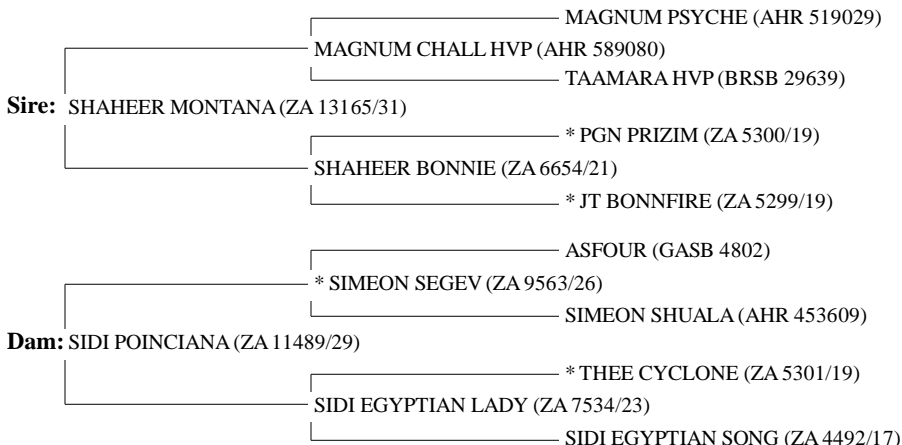 MAGNUM PSYCHE (AHR 519029)
MAGNUM CHALL HVP (AHR 589080)
TAAMARA HVP (BRSB 29639)
Sire: SHAHEER MONTANA (ZA 13165/31)
* PGN PRIZIM (ZA 5300/19)
SHAHEER BONNIE (ZA 6654/21)
* JT BONNFIRE (ZA 5299/19)
ASFOUR (GASB 4802)
* SIMEON SEGEV (ZA 9563/26)
SIMEON SHUALA (AHR 453609)
Dam: SIDI POINCIANA (ZA 11489/29)
* THEE CYCLONE (ZA 5301/19)
SIDI EGYPTIAN LADY (ZA 7534/23)
SIDI EGYPTIAN SONG (ZA 4492/17)